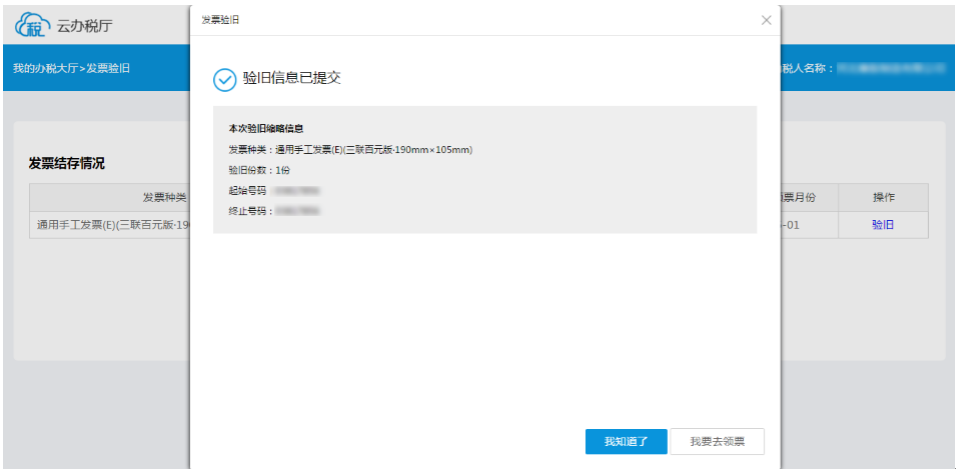 税 云办税厅
发票验旧
我的办税大厅>发票验旧
税人名称：
验旧信息已提交
本次验旧缩略信息
发票种类：通用手工发票(E)(三联百元版-190mm×105mm)
验旧份数：1份
起始号码
终止号码：
发票结存情况
发票种类 票月份 操作
通用手工发票(E)(三联百元版-19 -01 验旧
我知道了 我要去领票